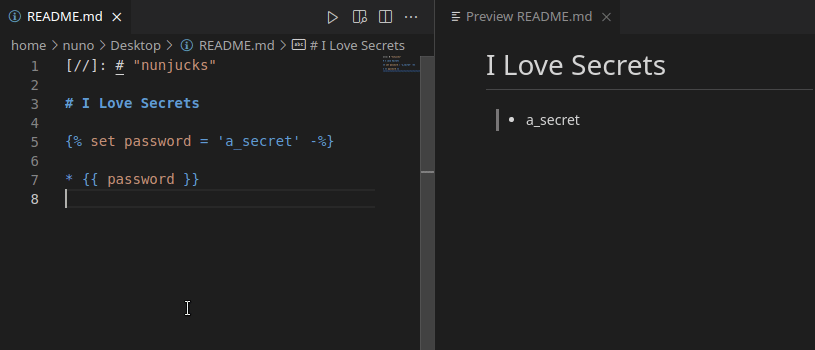 README.md
home nuno Desktop README.md # I Love Secrets
1 [//]: # "nunjucks"
2
3 # I Love Secrets
4
5 {% set password = 'a_secret' -%}
6
7 * {{ password }}
8
Preview README.md
I Love Secrets
• a_secret